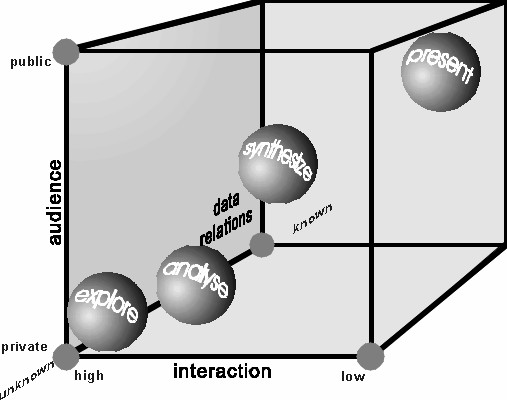 public
present
synthesize
audience
data
relations
known
analyse
explore
private
unknown
high
interaction
low